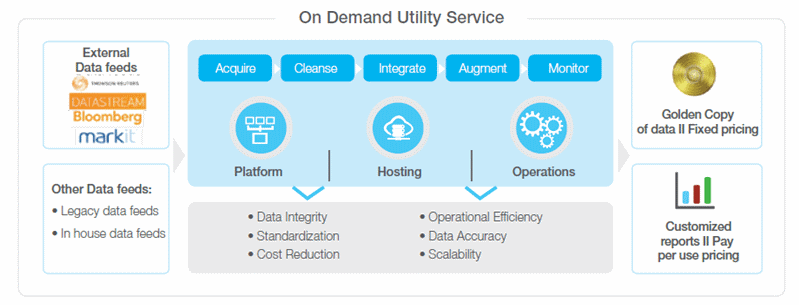 On Demand Utility Service
External
Data feeds
THOMSON REUTERS
DATASTREAM
Bloomberg
markit
Other Data feeds:
• Legacy data feeds
• In house data feeds
Acquire
Cleanse
Integrate
Augment
Monitor
Platform
Hosting
Operations
• Data Integrity
• Standardization
• Cost Reduction
• Operational Efficiency
• Data Accuracy
• Scalability
Golden Copy
of data II Fixed pricing
Customized
reports II Pay
per use pricing